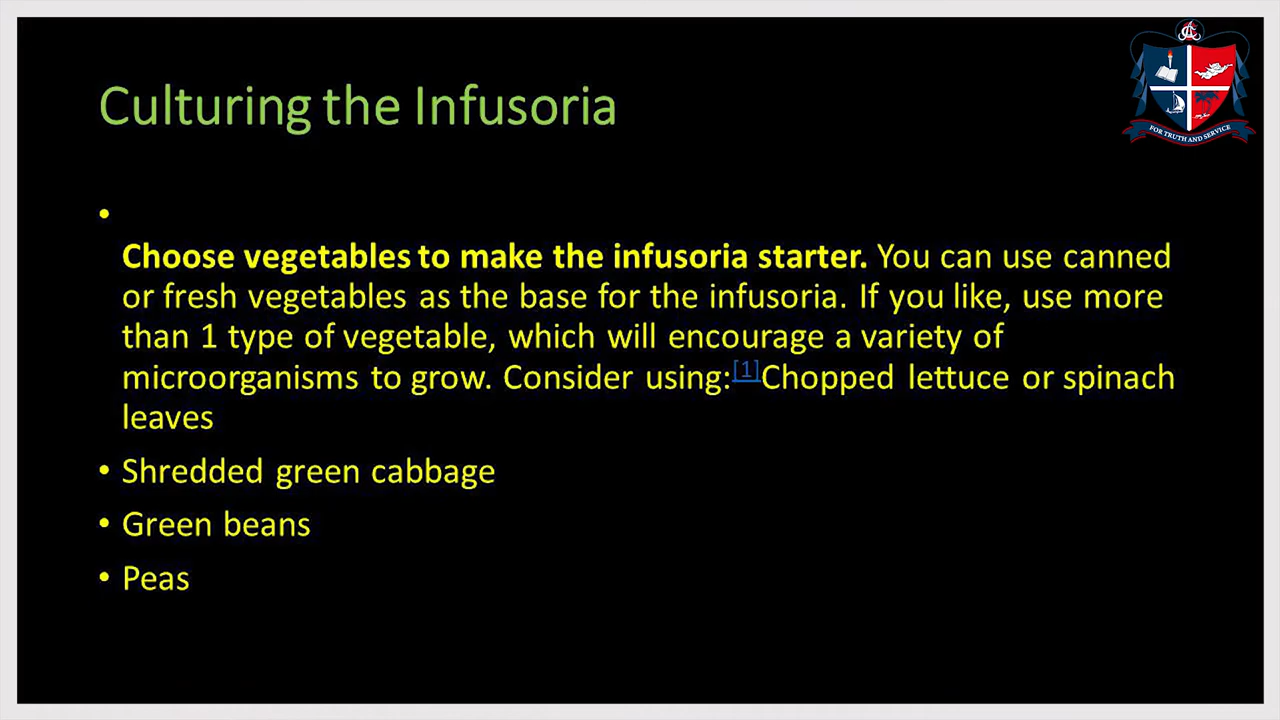 Culturing the Infusoria
FOR TRUTH AND SERVICE
•
Choose vegetables to make the infusoria starter. You can use canned
or fresh vegetables as the base for the infusoria. If you like, use more
than 1 type of vegetable, which will encourage a variety of
microorganisms to grow. Consider using:[1]Chopped lettuce or spinach
leaves
• Shredded green cabbage
• Green beans
• Peas